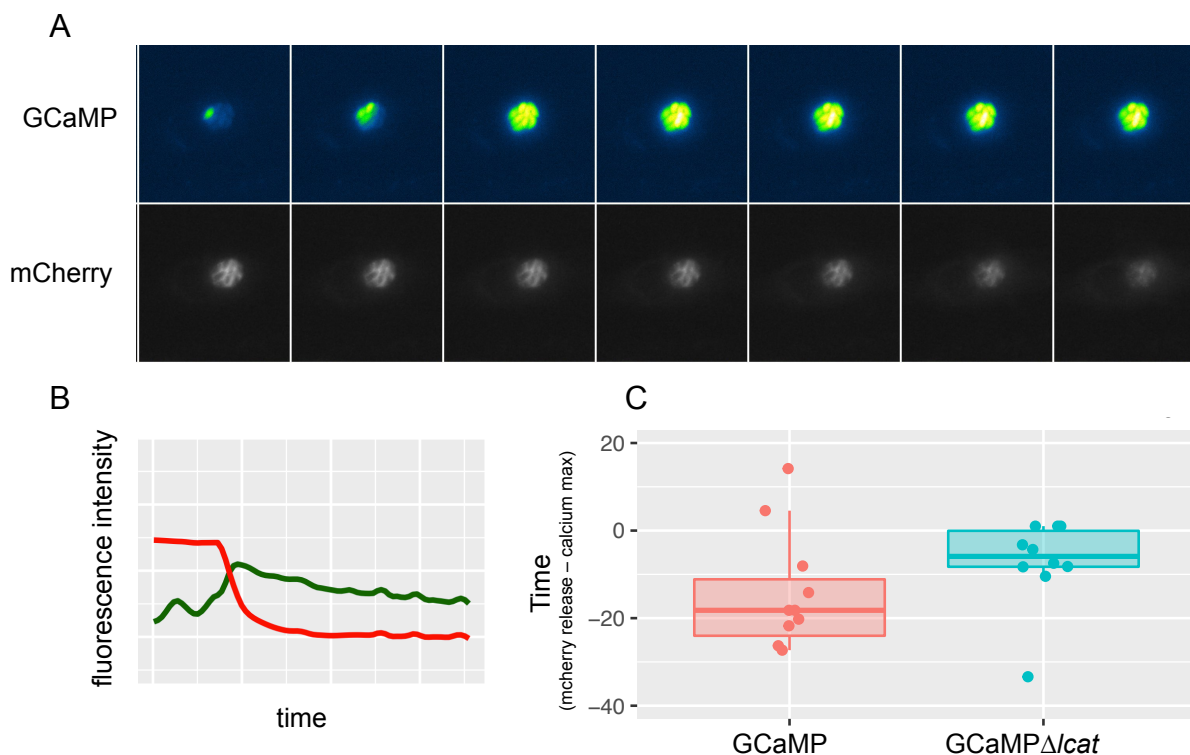 A
GCaMP
mCherry
B
fluorescence intensity
time
C
Time
(mcherry release – calcium max)
20
0
−20
−40
GCaMP
GCaMPΔlcat